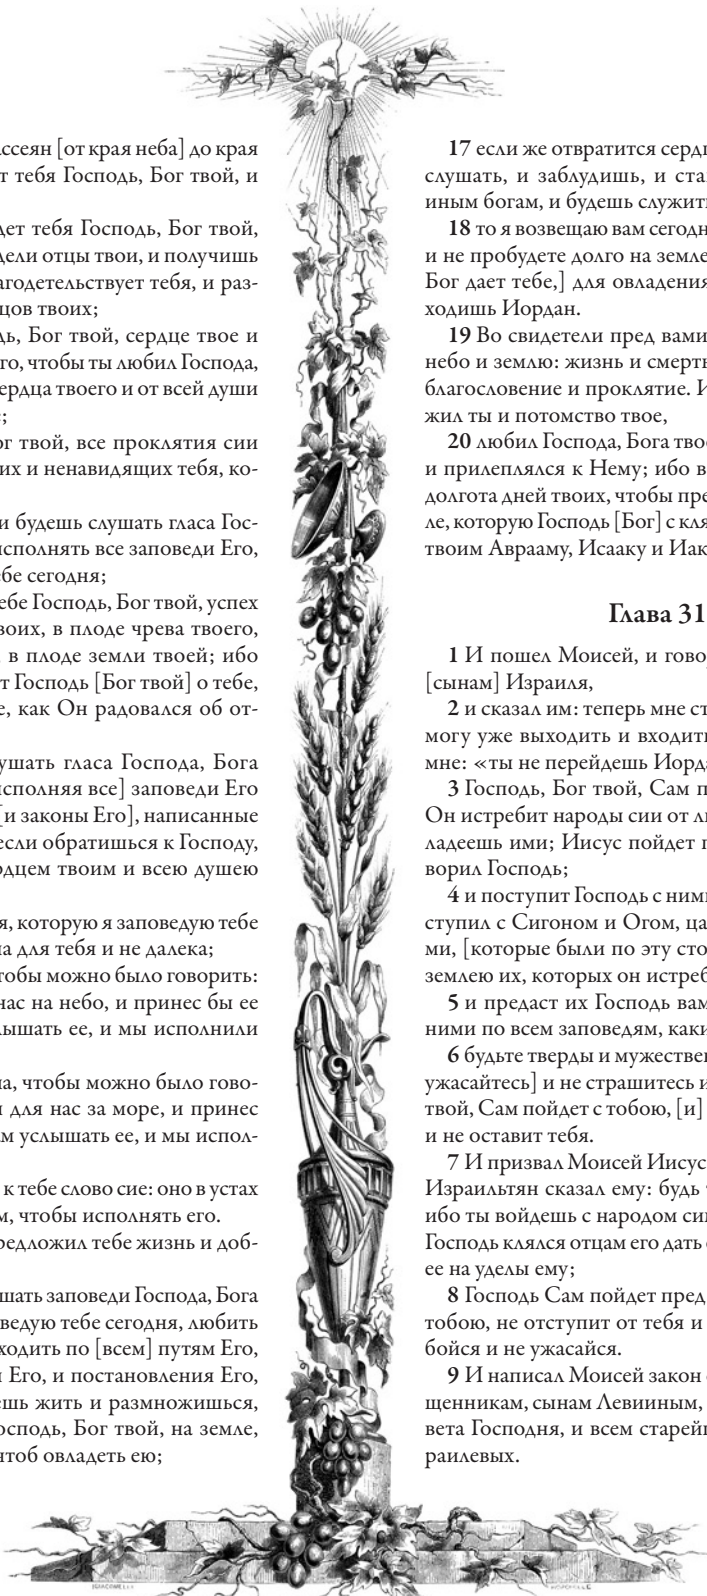 ссеян [от края неба] до края
т тебя Господь, Бог твой, и
дет тебя Господь, Бог твой,
дели отцы твои, и получишь
агодетельствует тебя, и раз-
цов твоих;
дь, Бог твой, сердце твое и
го, чтобы ты любил Господа,
ердца твоего и от всей души
;
ог твой, все проклятия сии
их и ненавидящих тебя, ко-
и будешь слушать гласа Гос-
исполнять все заповеди Его,
ебе сегодня;
ебе Господь, Бог твой, успех
воих, в плоде чрева твоего,
в плоде земли твоей; ибо
т Господь [Бог твой] о тебе,
е, как Он радовался об от-
ушать гласа Господа, Бога
исполняя все] заповеди Его
[и законы Его], написанные
если обратишься к Господу,
рдцем твоим и всею душею
я, которую я заповедую тебе
на для тебя и не далека;
тобы можно было говорить:
нас на небо, и принес бы ее
лышать ее, и мы исполнили
на, чтобы можно было гово-
и для нас за море, и принес
ам услышать ее, и мы испол-
к тебе слово сие: оно в устах
м, чтобы исполнять его.
редложил тебе жизнь и доб-
шать заповеди Господа, Бога
ведую тебе сегодня, любить
ходить по [всем] путям Его,
и Его, и постановления Его,
ешь жить и размножишься,
осподь, Бог твой, на земле,
чтоб овладеть ею;
17 если же отвратится серд
слушать, и заблудишь, и ста
иным богам, и будешь служит
18 то я возвещаю вам сегодн
и не пробудете долго на земле
Бог дает тебе,] для овладения
ходишь Иордан.
19 Во свидетели пред вами
небо и землю: жизнь и смерт
благословение и проклятие. И
жил ты и потомство твое,
20 любил Господа, Бога твое
и прилеплялся к Нему; ибо в
долгота дней твоих, чтобы пре
ле, которую Господь [Бог] с кля
твоим Аврааму, Исааку и Иак
Глава 31
1 И пошел Моисей, и гово
[сынам] Израиля,
2 и сказал им: теперь мне ст
могу уже выходить и входит
мне: «ты не перейдешь Иорд
3 Господь, Бог твой, Сам п
Он истребит народы сии от л
ладеешь ими; Иисус пойдет п
ворил Господь;
4 и поступит Господь с ним
ступил с Сигоном и Огом, ца
ми, [которые были по эту сто
землею их, которых он истреб
5 и предаст их Господь вам
ними по всем заповедям, каки
6 будьте тверды и мужествен
ужасайтесь] и не страшитесь и
твой, Сам пойдет с тобою, [и]
и не оставит тебя.
7 И призвал Моисей Иисус
Израильтян сказал ему: будь т
ибо ты войдешь с народом си
Господь клялся отцам его дать
ее на уделы ему;
8 Господь Сам пойдет пред
тобою, не отступит от тебя и
бойся и не ужасайся.
9 И написал Моисей закон
щенникам, сынам Левииным,
вета Господня, и всем старей
раилевых.